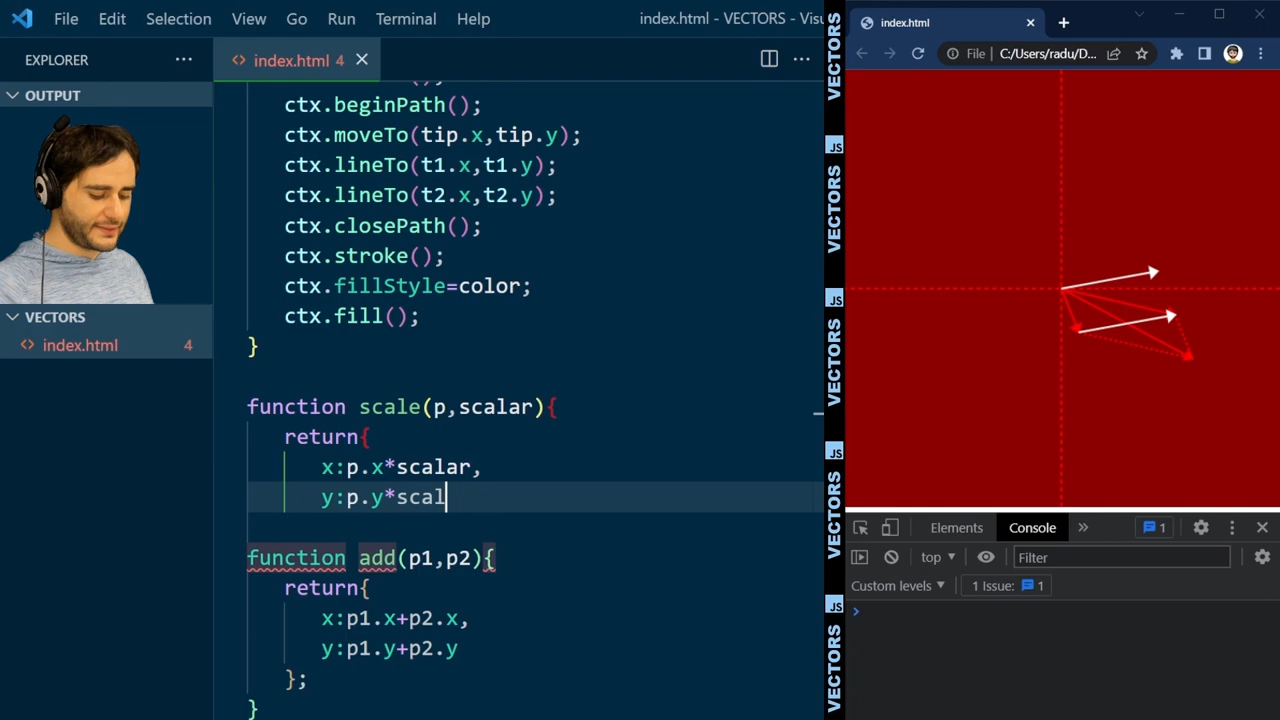 File Edit Selection View Go Run Terminal Help
index.html - VECTORS - Visu
EXPLORER
index.html 4
OUTPUT
VECTORS
index.html 4
ctx.beginPath();
ctx.moveTo(tip.x,tip.y);
ctx.lineTo(t1.x,t1.y);
ctx.lineTo(t2.x,t2.y);
ctx.closePath();
ctx.stroke();
ctx.fillStyle=color;
ctx.fill();
}
function scale(p,scalar){
return{
x:p.x*scalar,
y:p.y*scal
function add(p1,p2){
return{
x:p1.x+p2.x,
y:p1.y+p2.y
};
}
VECTORS
JS
VECTORS
JS
VECTORS
JS
VECTORS
JS
VECTORS
index.html
File C:/Users/radu/D...
Elements Console 1
top Filter
Custom levels 1 Issue: 1